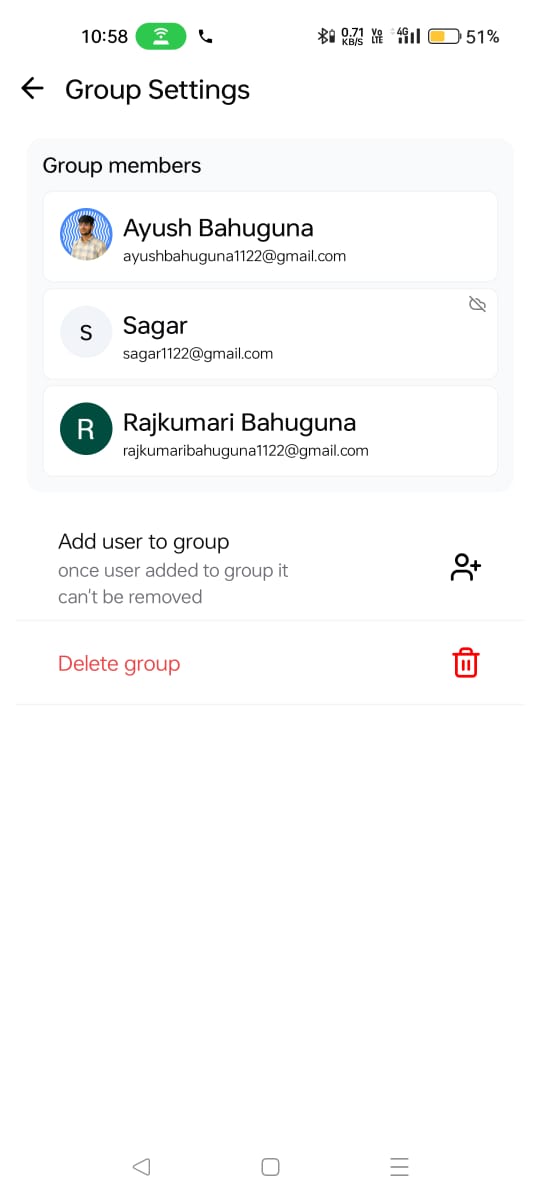 10:58
0.71 KB/S
Vo LTE
4G
51%
Group Settings
Group members
Ayush Bahuguna
ayushbahuguna1122@gmail.com
S
Sagar
sagar1122@gmail.com
R
Rajkumari Bahuguna
rajkumaribahuguna1122@gmail.com
Add user to group
once user added to group it
can't be removed
Delete group